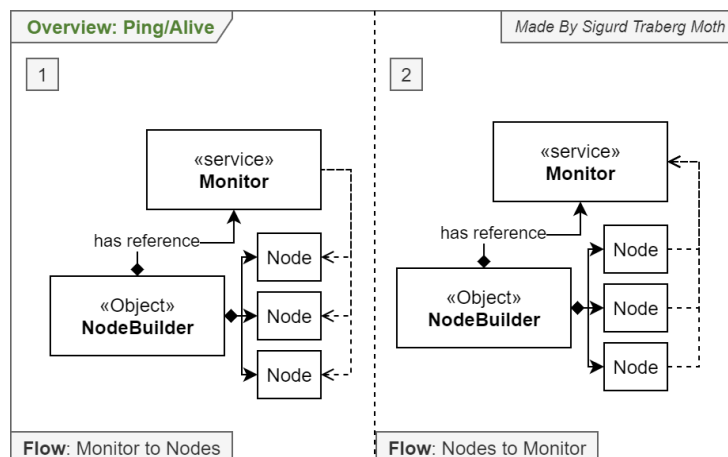 Overview: Ping/Alive
Made By Sigurd Traberg Moth
1
«service»
Monitor
has reference
Node
«Object»
NodeBuilder
Node
Node
Flow: Monitor to Nodes
2
«service»
Monitor
has reference
Node
«Object»
NodeBuilder
Node
Node
Flow: Nodes to Monitor